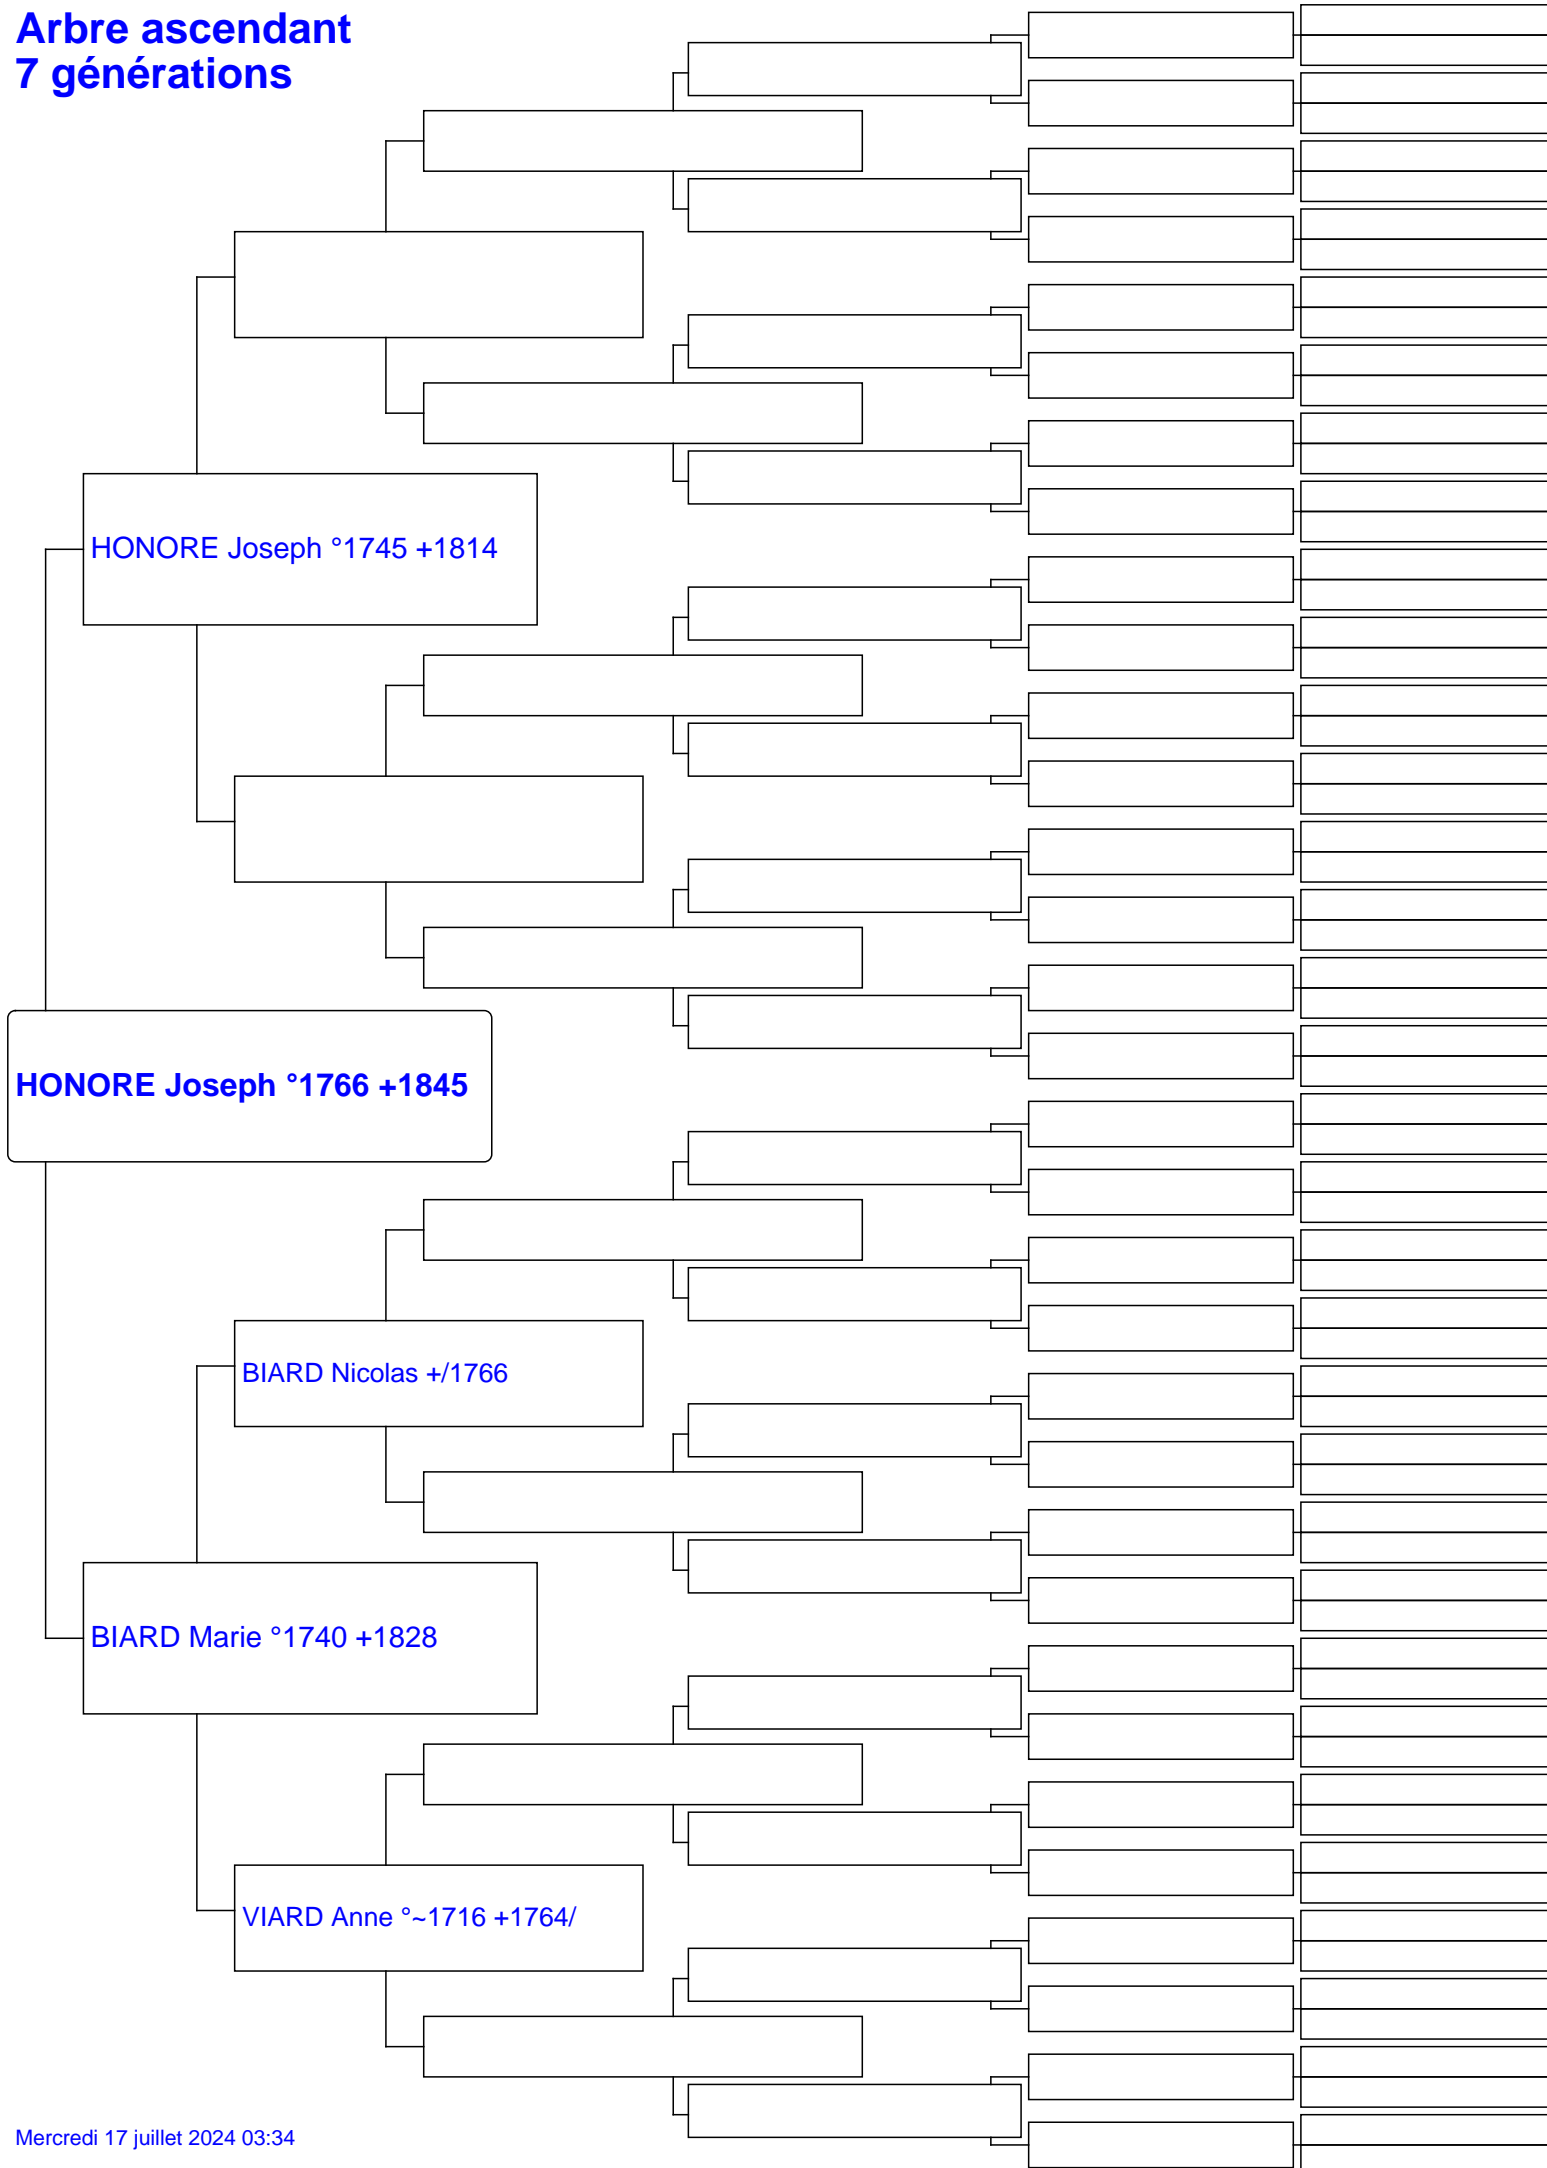 Arbre ascendant
7 générations
HONORE Joseph °1745 +1814
HONORE Joseph °1766 +1845
BIARD Nicolas +/1766
BIARD Marie °1740 +1828
VIARD Anne °~1716 +1764/
Mercredi 17 juillet 2024 03:34